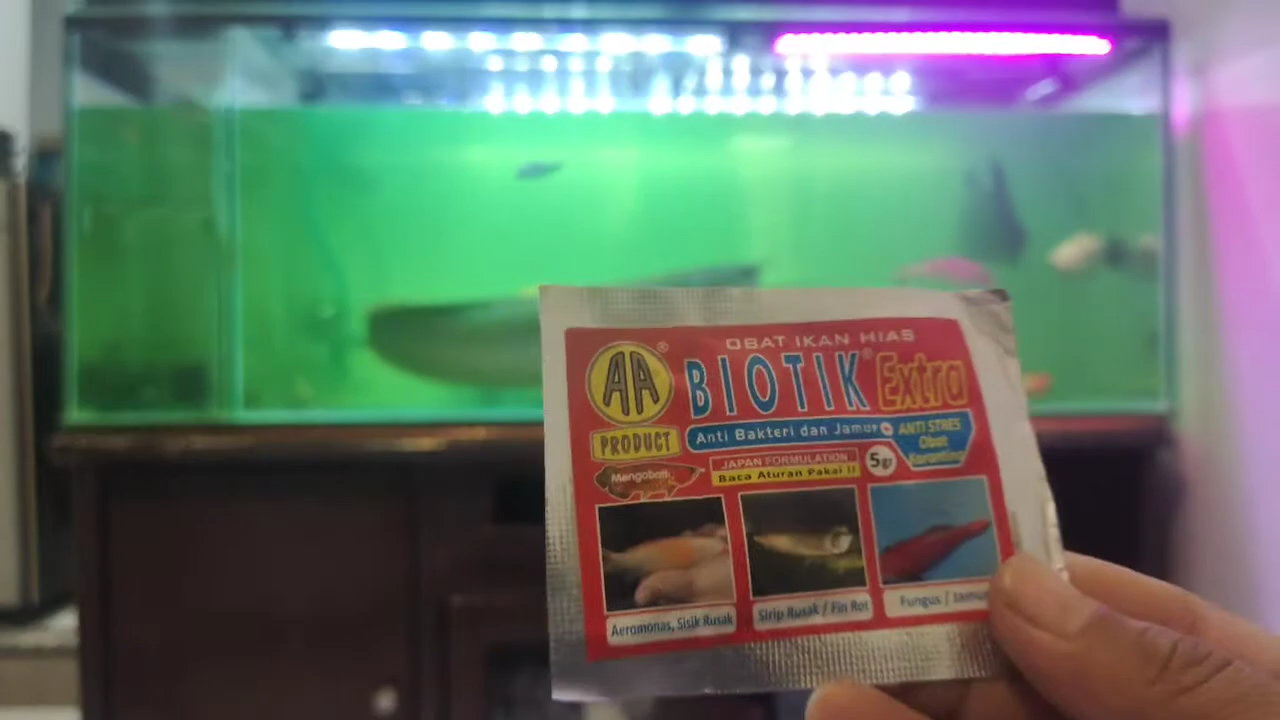 OBAT IKAN HIAS
AA ®
BIOTIK® Extra
PRODUCT
Anti Bakteri dan Jamur
ANTI STRES
Obat
Karantina
Mengobati
JAPAN FORMULATION
Baca Aturan Pakai !!
5gr
Aeromonas, Sisik Rusak
Sirip Rusak / Fin Rot
Fungus / Jamur